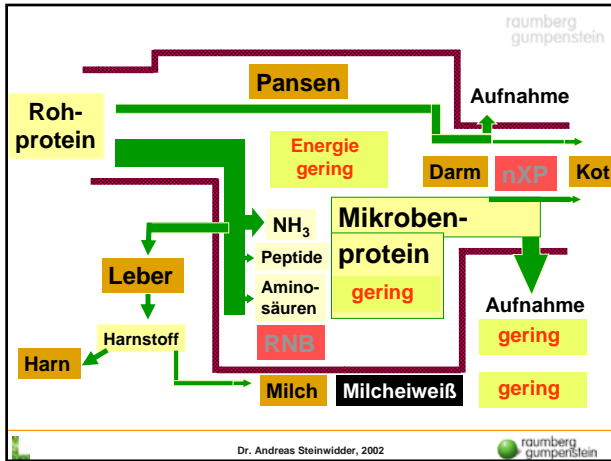 raumberg
gumpenstein
Pansen
Aufnahme
Roh-
protein
Energie
gering
Darm
nXP
Kot
NH₃
Mikroben-
protein
gering
Peptide
Amino-
säuren
Leber
Aufnahme
gering
Harnstoff
RNB
Harn
Milch
Milcheiweiß
gering
Dr. Andreas Steinwidder, 2002
raumberg
gumpenstein